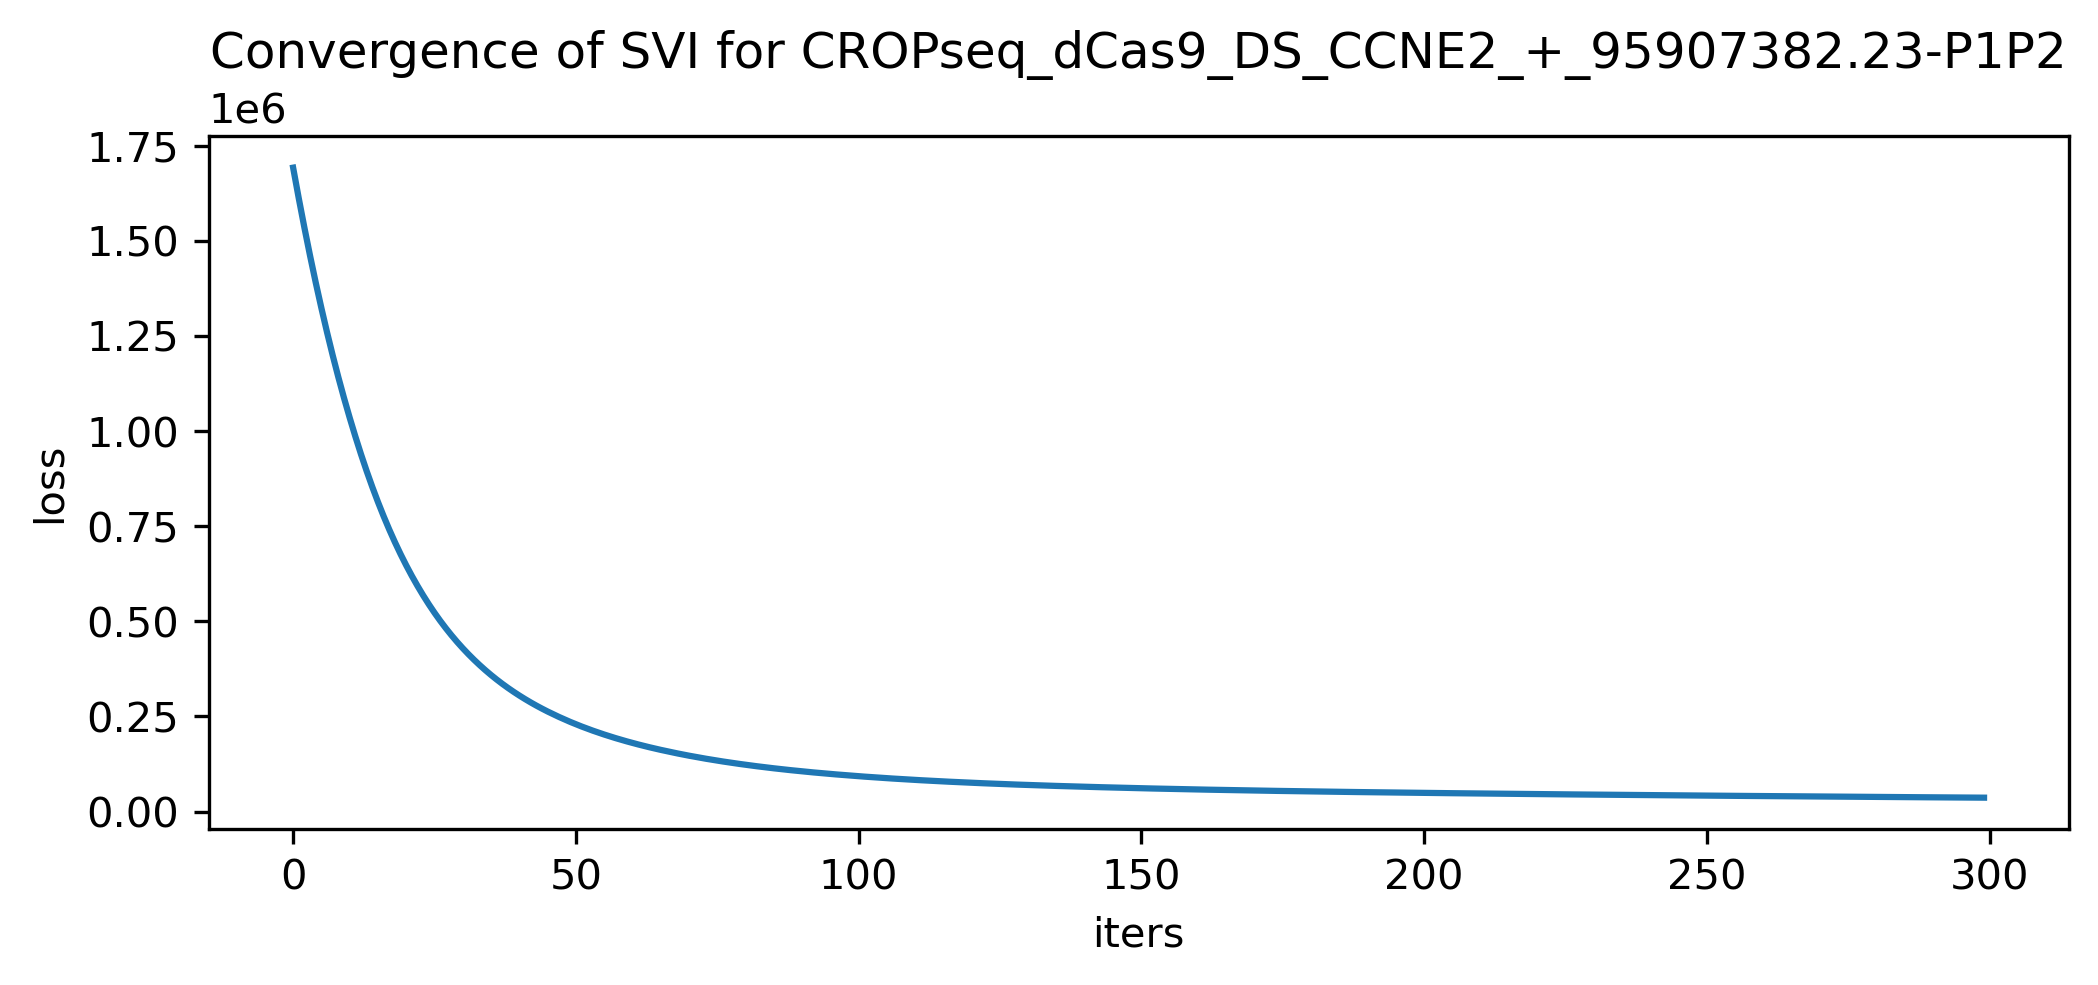 Convergence of SVI for CROPseq_dCas9_DS_CCNE2_+_95907382.23-P1P2
1e6
1.75
1.50
1.25
1.00
0.75
0.50
0.25
0.00
loss
0 50 100 150 200 250 300
iters